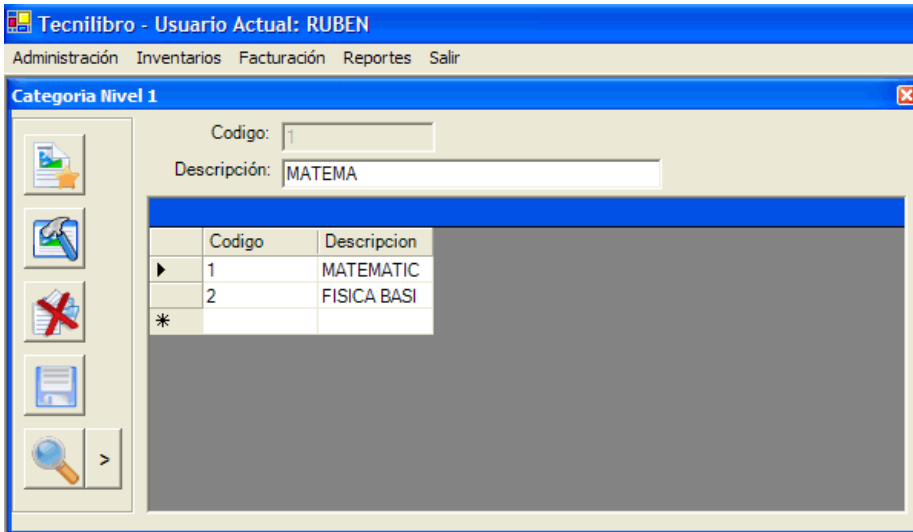 Tecnilibro - Usuario Actual: RUBEN
Administración Inventarios Facturación Reportes Salir
Categoria Nivel 1
Codigo: 1
Descripción: MATEMA
Codigo Descripcion
1 MATEMATIC
2 FISICA BASI
>